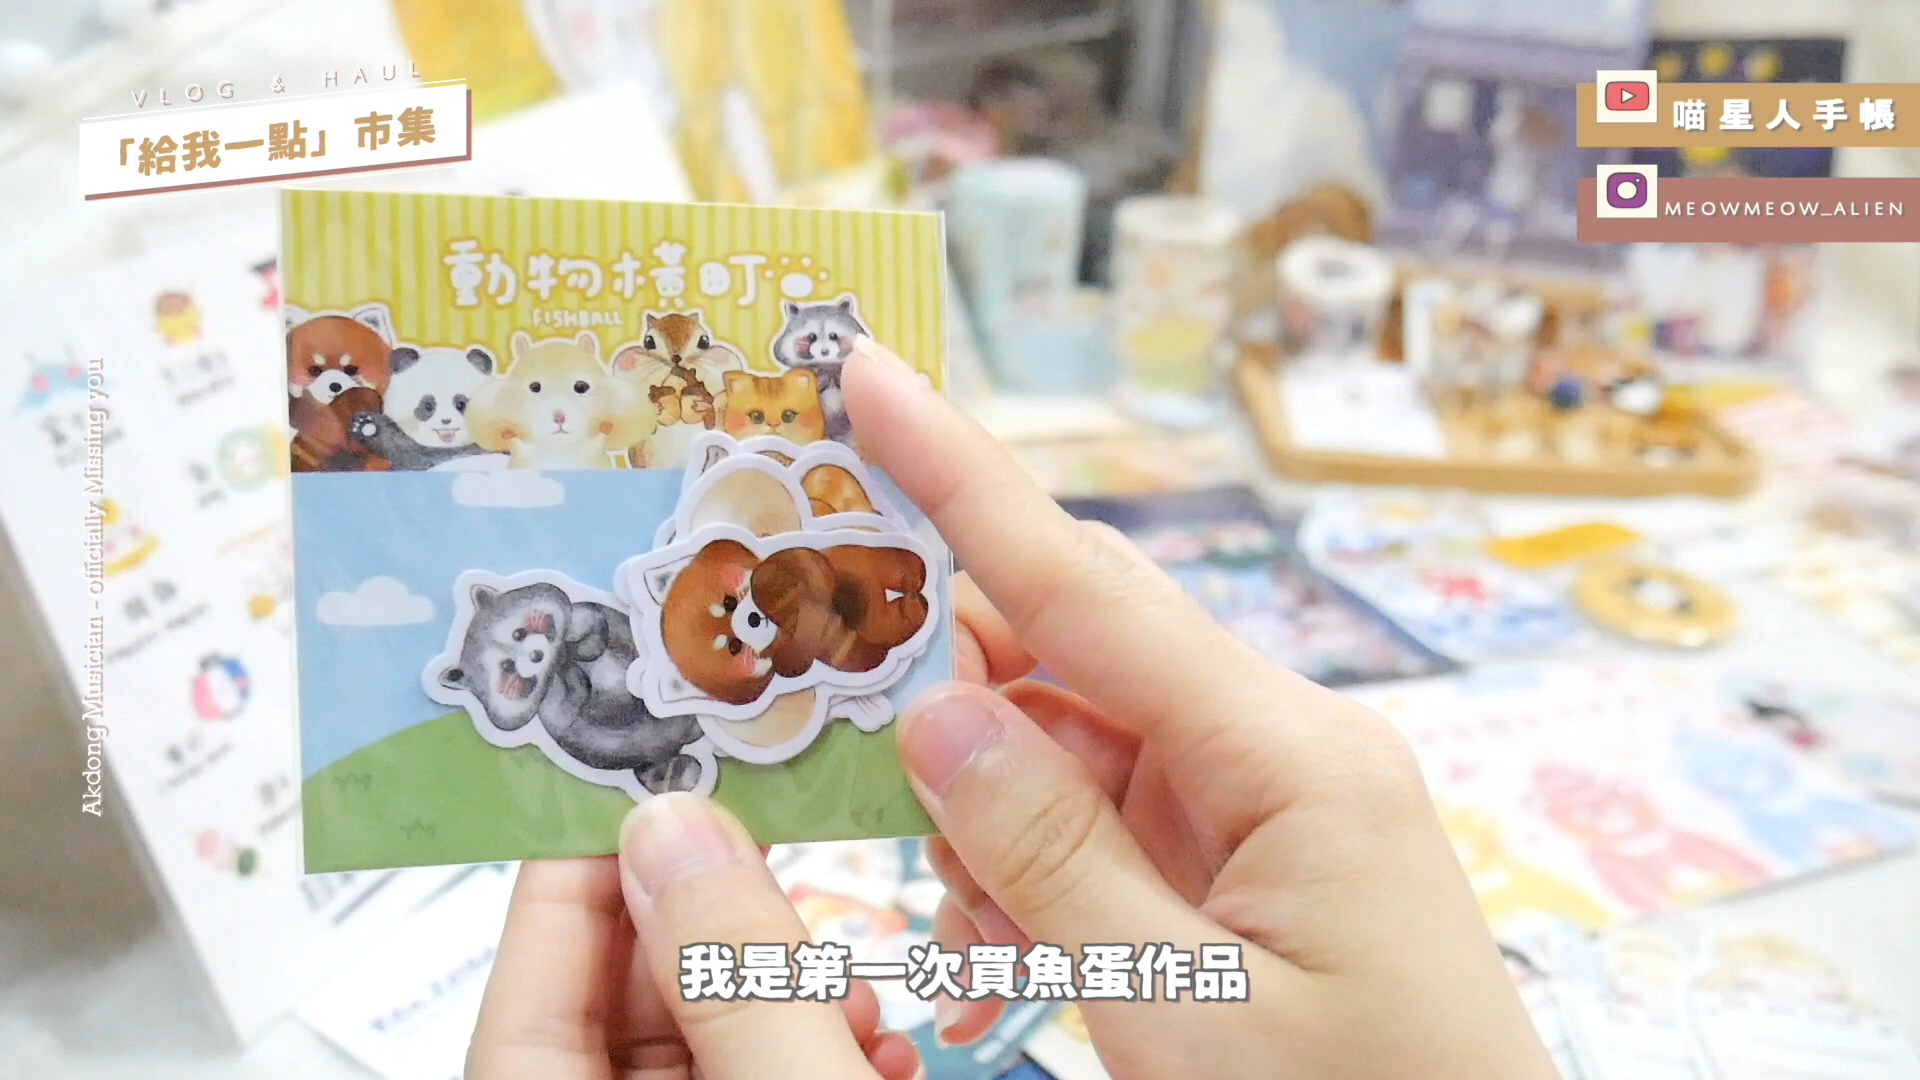 VLOG & HAUL
「給我一點」市集
喵星人手帳
MEOWMEOW_ALIEN
動物橫町
FISHBALL
Akdong Musician - officially Missing you
我是第一次買魚蛋作品